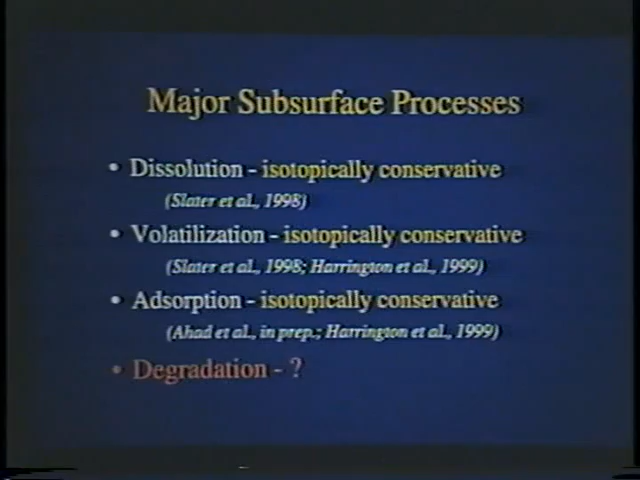 Major Subsurface Processes
• Dissolution - isotopically conservative
(Slater et al., 1998)
• Volatilization - isotopically conservative
(Slater et al., 1998; Harrington et al., 1999)
• Adsorption - isotopically conservative
(Ahad et al., in prep.; Harrington et al., 1999)
• Degradation - ?